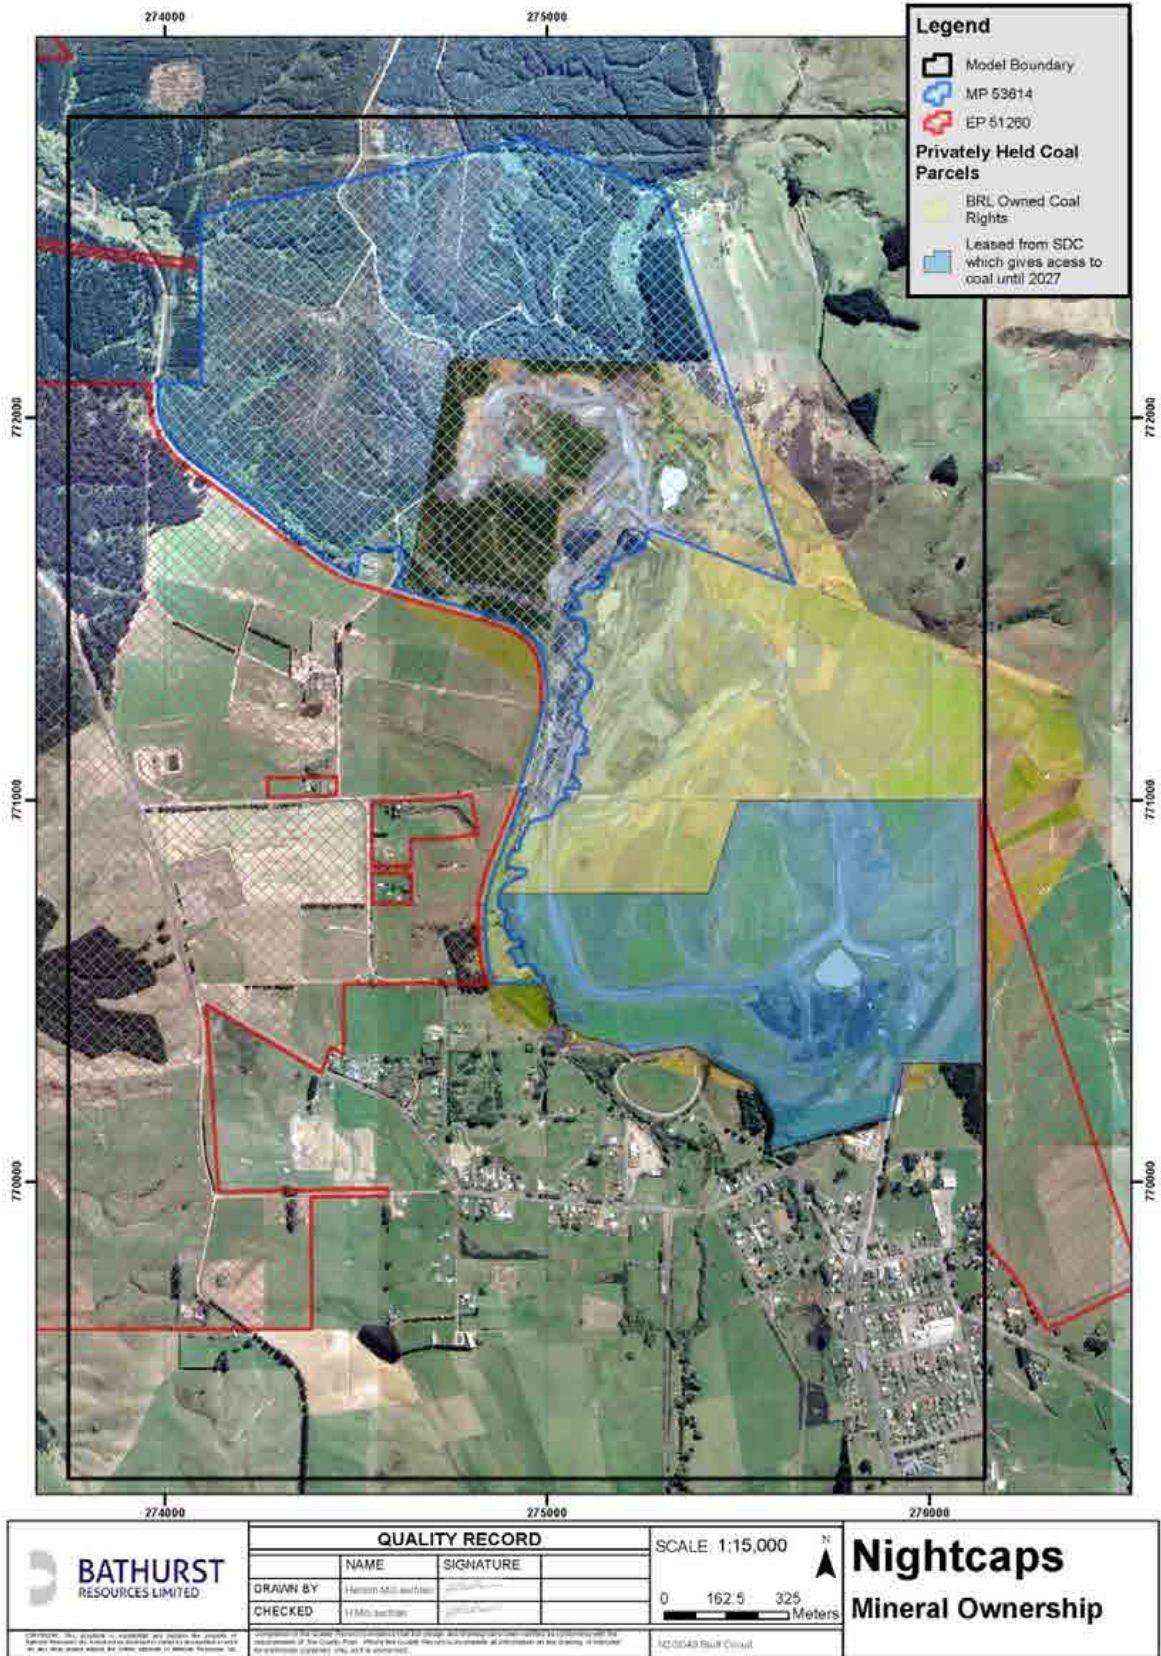 274000
275000
Legend
Model Boundary
MP 53614
EP 51260
Privately Held Coal
Parcels
BRL Owned Coal
Rights
Leased from SDC
which gives acess to
coal until 2027
772000
772000
771000
771000
770000
770000
274000
275000
276000
BATHURST
RESOURCES LIMITED
QUALITY RECORD
NAME
SIGNATURE
DRAWN BY
CHECKED
SCALE: 1:15,000
N
0 162.5 325
Meters
Nightcaps
Mineral Ownership